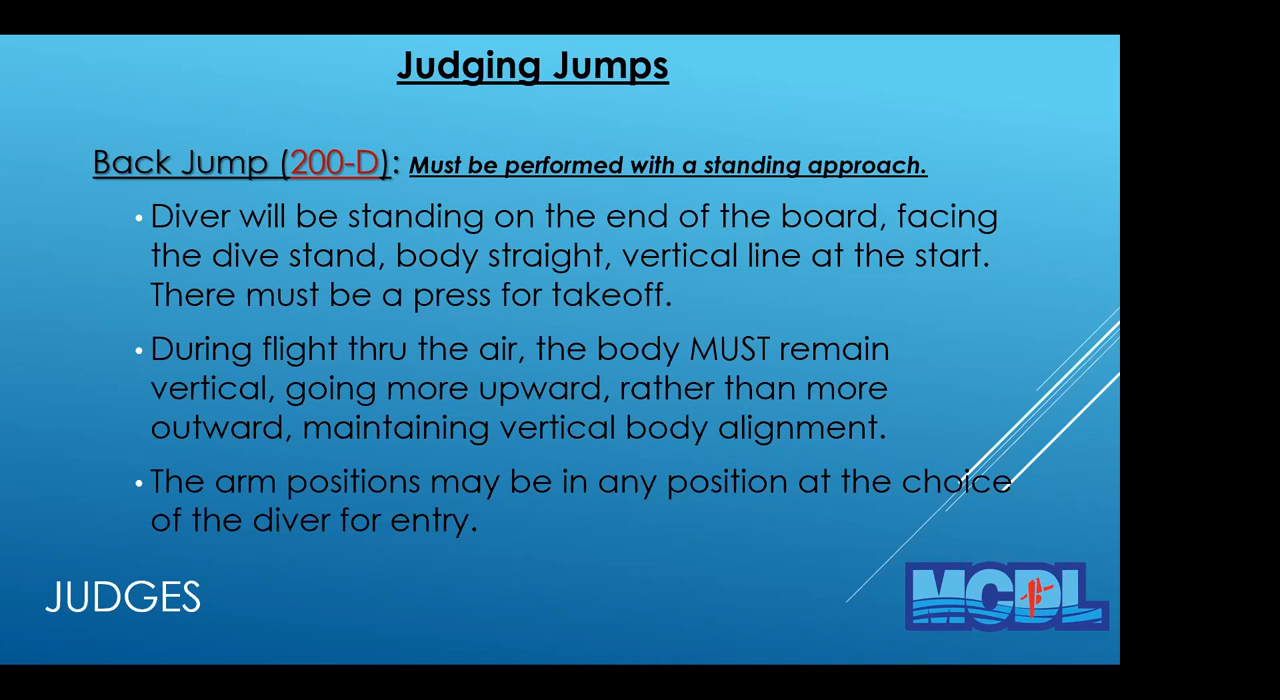 Judging Jumps
Back Jump (200-D): Must be performed with a standing approach.
• Diver will be standing on the end of the board, facing
the dive stand, body straight, vertical line at the start.
There must be a press for takeoff.
• During flight thru the air, the body MUST remain
vertical, going more upward, rather than more
outward, maintaining vertical body alignment.
• The arm positions may be in any position at the choice
of the diver for entry.
JUDGES
MCDL